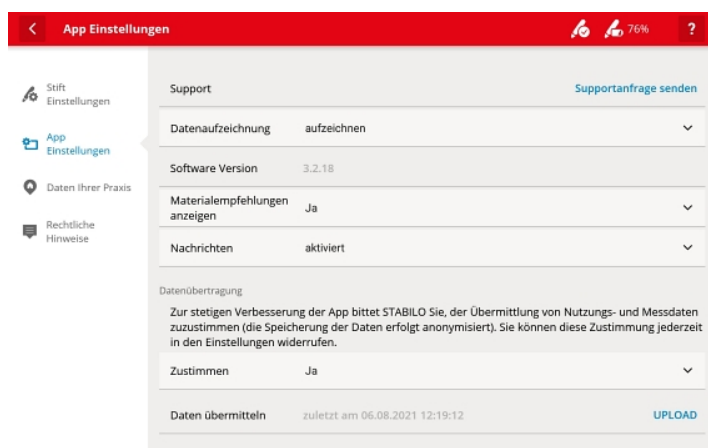 App Einstellungen
76%
?
Stift
Einstellungen
App
Einstellungen
Daten Ihrer Praxis
Rechtliche
Hinweise
Support
Supportanfrage senden
Datenaufzeichnung
aufzeichnen
Software Version
3.2.18
Materialempfehlungen
anzeigen
Ja
Nachrichten
aktiviert
Datenübertragung
Zur stetigen Verbesserung der App bittet STABILO Sie, der Übermittlung von Nutzungs- und Messdaten
zuzustimmen (die Speicherung der Daten erfolgt anonymisiert). Sie können diese Zustimmung jederzeit
in den Einstellungen widerrufen.
Zustimmen
Ja
Daten übermitteln
zuletzt am 06.08.2021 12:19:12
UPLOAD